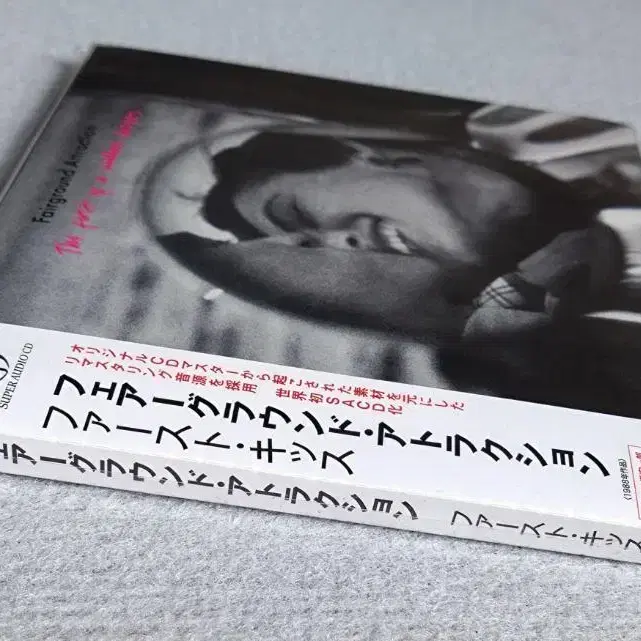 Fairground Attraction
The first of a million kisses
SUPER AUDIO CD
オリジナルCDマスターから起こされた素材を元にした
リマスタリング音源を採用 世界初SACD化
フェアーグラウンド・アトラクション
ファースト・キッス
(1988年作品)
ェアーグラウンド・アトラクション ファースト・キッス